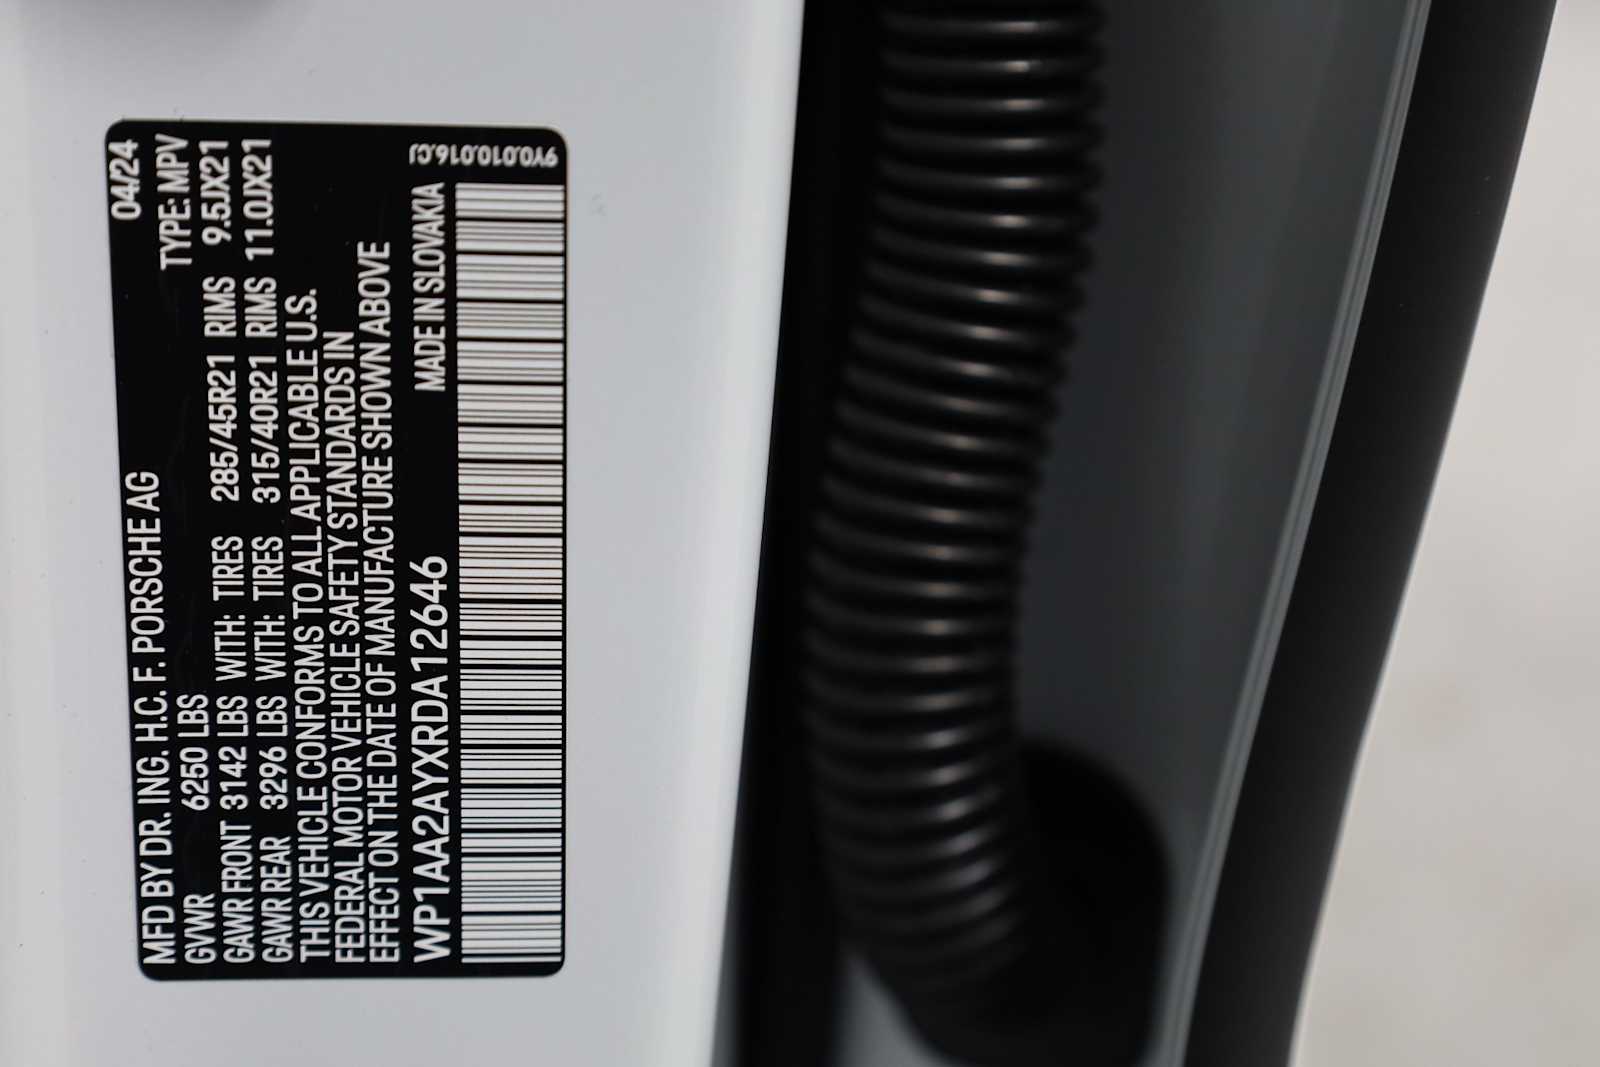 04/24
MFD BY DR. ING. H.C. F. PORSCHE AG TYPE: MPV
GVWR 6250 LBS
GAWR FRONT 3142 LBS WITH: TIRES 285/45R21 RIMS 9.5JX21
GAWR REAR 3296 LBS WITH: TIRES 315/40R21 RIMS 11.0JX21
THIS VEHICLE CONFORMS TO ALL APPLICABLE U.S.
FEDERAL MOTOR VEHICLE SAFETY STANDARDS IN
EFFECT ON THE DATE OF MANUFACTURE SHOWN ABOVE
WP1AA2AYXRDA12646 MADE IN SLOVAKIA
9Y0.010.016.CJ